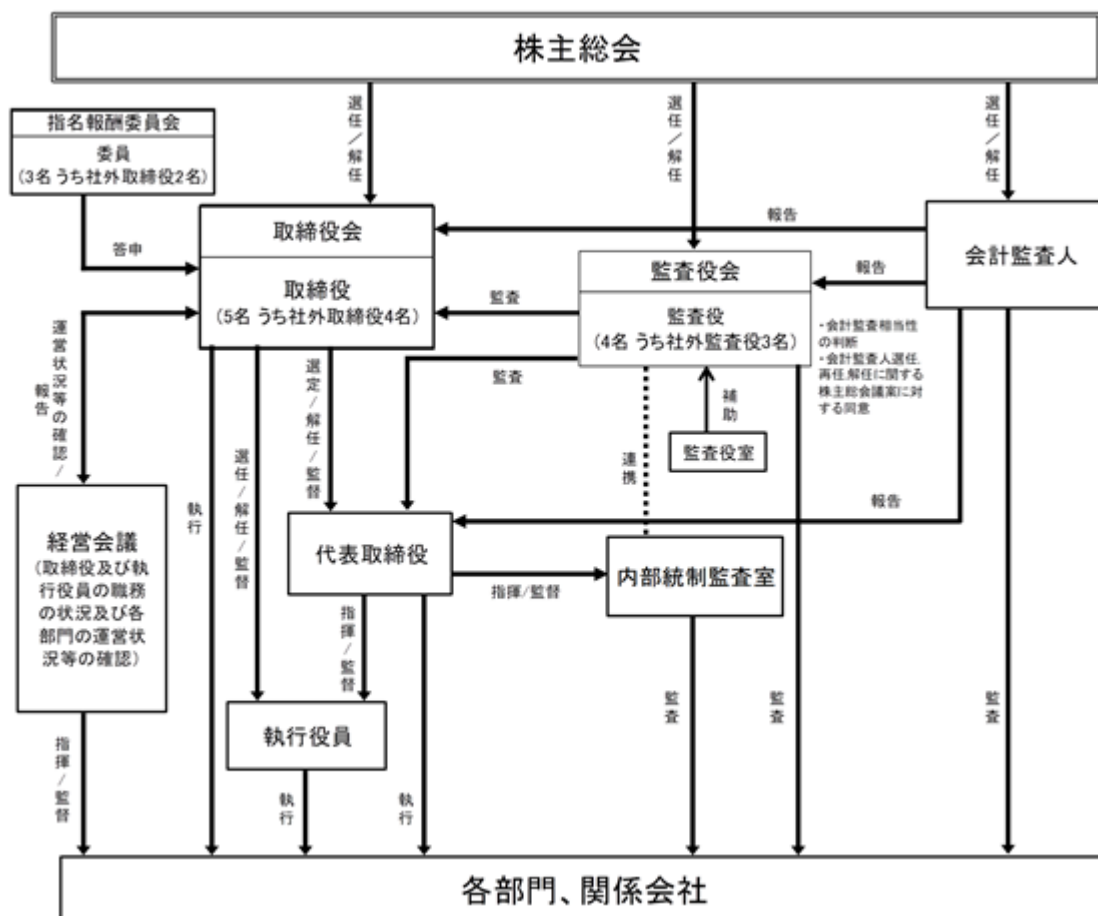 株主総会
選任/解任
選任/解任
選任/解任
指名報酬委員会
委員
(3名 うち社外取締役2名)
答申
取締役会
取締役
(5名 うち社外取締役4名)
報告
会計監査人
監査役会
監査役
(4名 うち社外監査役3名)
報告
監査
監査
・会計監査相当性
の判断
・会計監査人選任、
再任、解任に関する
株主総会議案に対
する同意
補助
監査役室
連携
運営状況等の確認/
報告
選定/解任/監督
選任/解任/監督
執行
報告
経営会議
(取締役及び執
行役員の職務
の状況及び各
部門の運営状
況等の確認)
代表取締役
指揮/監督
内部統制監査室
指揮/監督
執行役員
監査
監査
監査
指揮/監督
執行
執行
各部門、関係会社